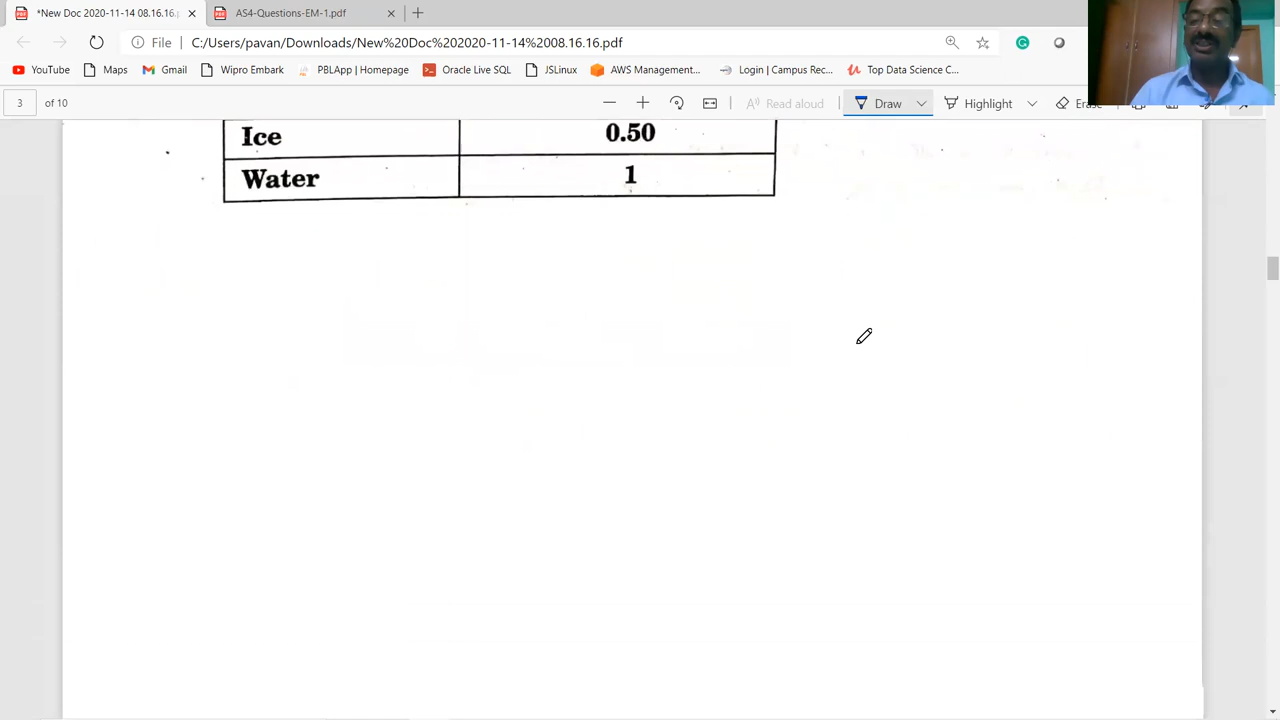 *New Doc 2020-11-14 08.16.16.p
AS4-Questions-EM-1.pdf
File
C:/Users/pavan/Downloads/New%20Doc%202020-11-14%2008.16.16.pdf
YouTube
Maps
Gmail
Wipro Embark
PBLApp | Homepage
Oracle Live SQL
JSLinux
AWS Management...
Login | Campus Rec...
Top Data Science C...
3 of 10
Read aloud
Draw
Highlight
Ice 0.50
Water 1